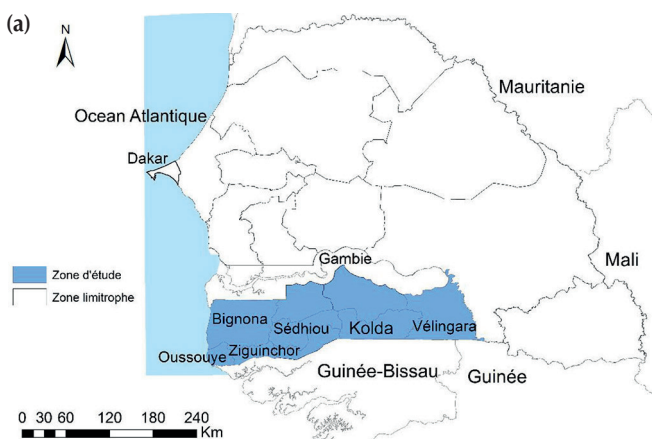 (a)
N
Mauritanie
Ocean Atlantique
Dakar
Mali
Gambie
Zone d'étude
Zone limitrophe
Bignona
Sédhiou
Kolda
Vélingara
Oussouye
Ziguinchor
Guinée-Bissau
Guinée
0 30 60 120 180 240
Km